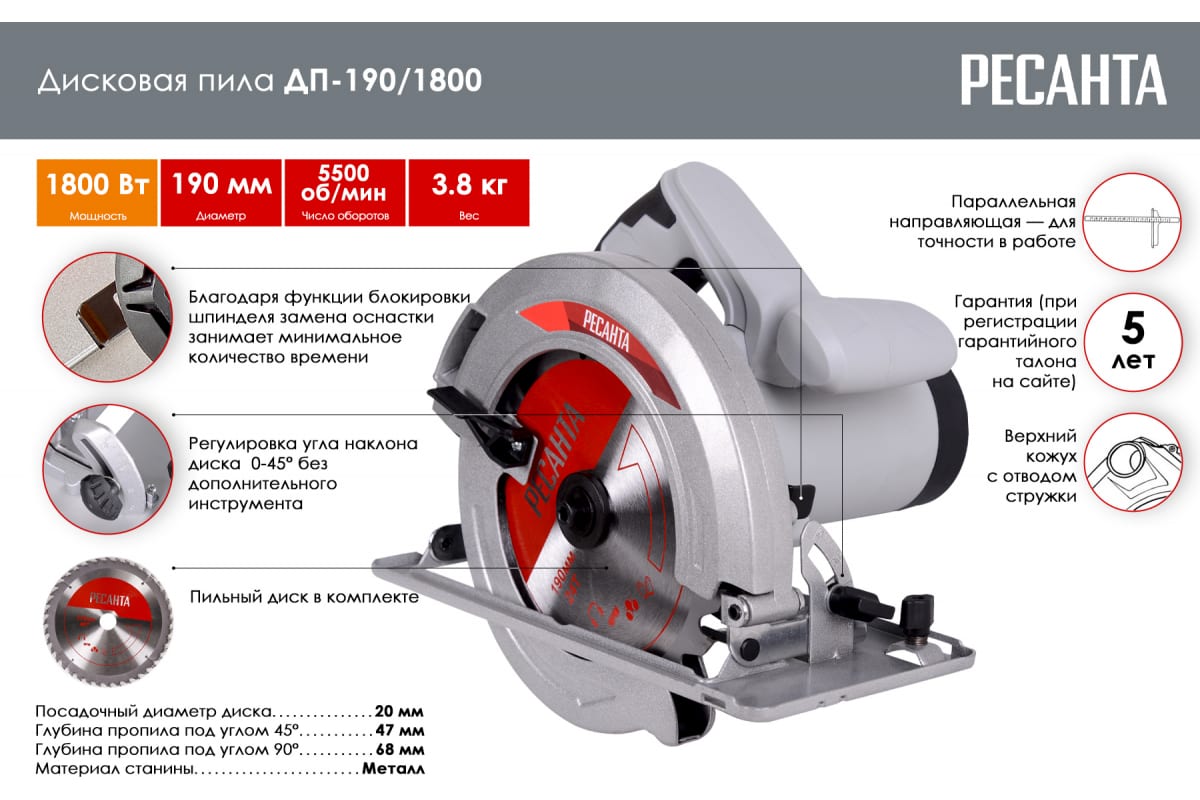 Дисковая пила ДП-190/1800
РЕСАНТА
1800 Вт
Мощность
190 мм
Диаметр
5500
об/мин
Число оборотов
3.8 кг
Вес
Благодаря функции блокировки
шпинделя замена оснастки
занимает минимальное
количество времени
Регулировка угла наклона
диска 0-45° без
дополнительного
инструмента
РЕСАНТА
Пильный диск в комплекте
РЕСАНТА
РЕСАНТА
190мм
Параллельная
направляющая — для
точности в работе
Гарантия (при
регистрации
гарантийного
талона
на сайте)
5
лет
Верхний
кожух
с отводом
стружки
Посадочный диаметр диска...............20 мм
Глубина пропила под углом 45°............47 мм
Глубина пропила под углом 90°............68 мм
Материал станины.........................Металл